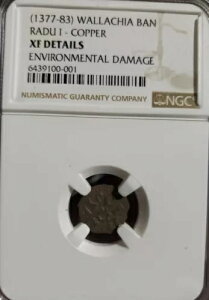 (1377-83) WALLACHIA BAN
RADU I - COPPER
XF DETAILS
ENVIRONMENTAL DAMAGE
6439100-001
NUMISMATIC GUARANTY COMPANY
NGC